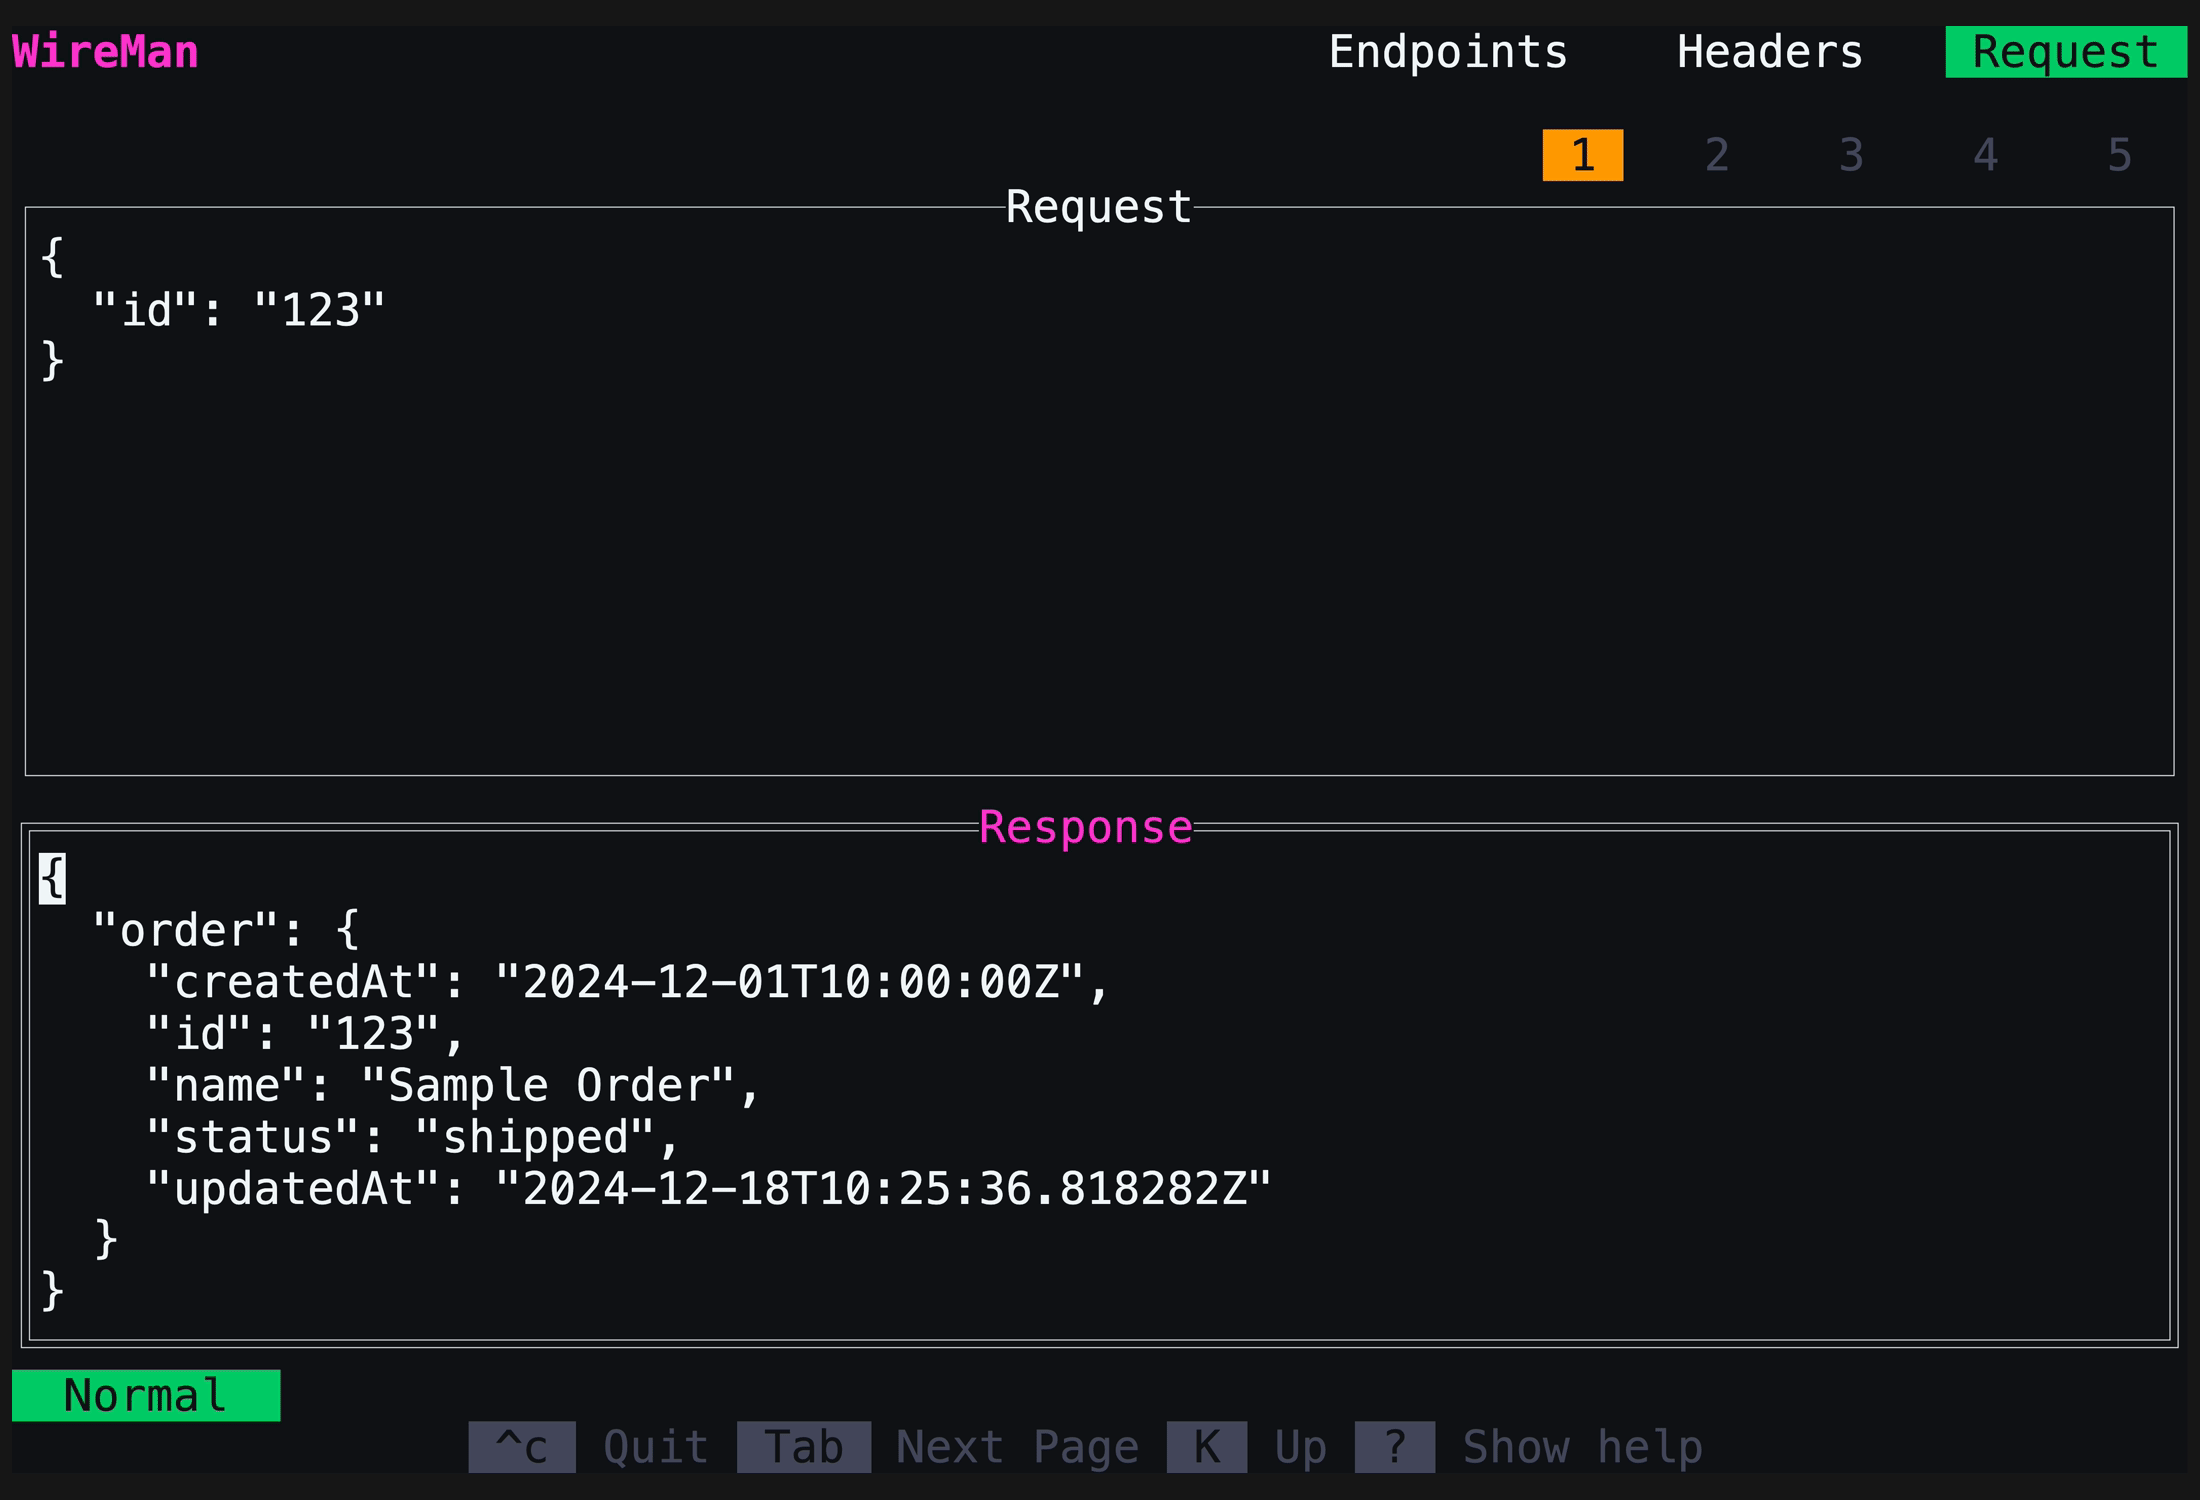 WireMan Endpoints Headers Request
1 2 3 4 5
Request
{
  "id": "123"
}
Response
{
  "order": {
    "createdAt": "2024-12-01T10:00:00Z",
    "id": "123",
    "name": "Sample Order",
    "status": "shipped",
    "updatedAt": "2024-12-18T10:25:36.818282Z"
  }
}
Normal
^c Quit Tab Next Page K Up ? Show help